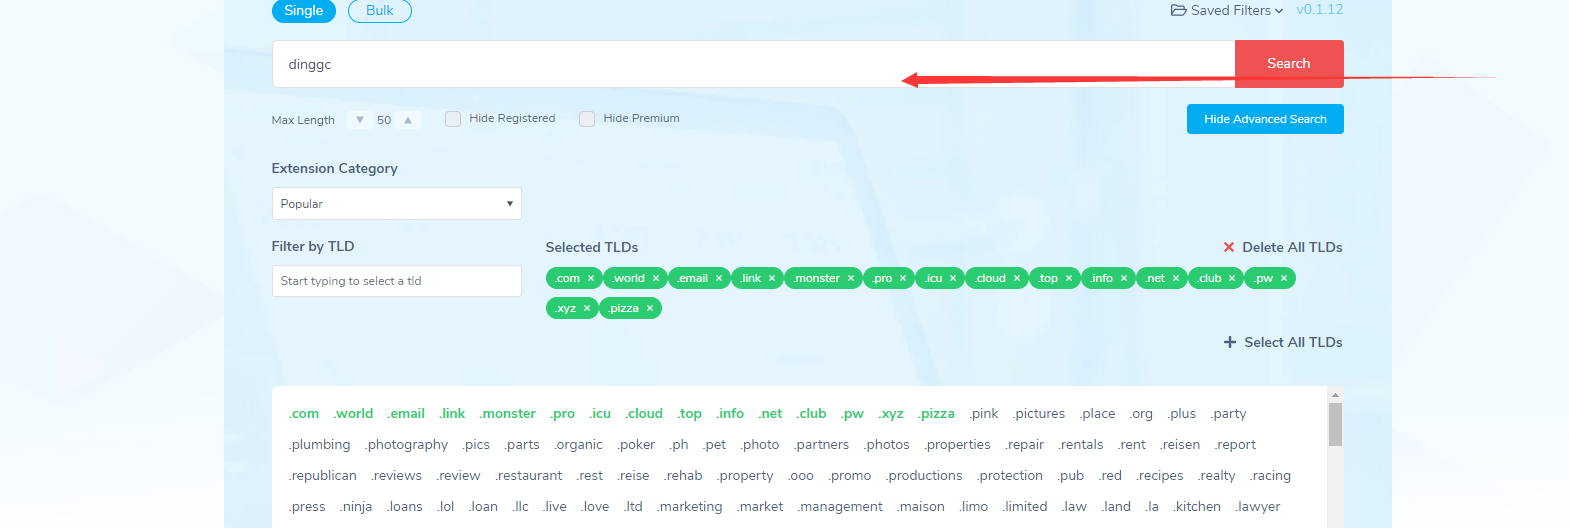 Single Bulk Saved Filters v0.1.12
dinggc Search
Max Length 50 Hide Registered Hide Premium Hide Advanced Search
Extension Category
Popular
Filter by TLD Selected TLDs × Delete All TLDs
Start typing to select a tld .com × .world × .email × .link × .monster × .pro × .icu × .cloud × .top × .info × .net × .club × .pw ×
.xyz × .pizza ×
+ Select All TLDs
.com .world .email .link .monster .pro .icu .cloud .top .info .net .club .pw .xyz .pizza .pink .pictures .place .org .plus .party
.plumbing .photography .pics .parts .organic .poker .ph .pet .photo .partners .photos .properties .repair .rentals .rent .reisen .report
.republican .reviews .review .restaurant .rest .reise .rehab .property .ooo .promo .productions .protection .pub .red .recipes .realty .racing
.press .ninja .loans .lol .loan .llc .live .love .ltd .marketing .market .management .maison .limo .limited .law .land .la .kitchen .lawyer